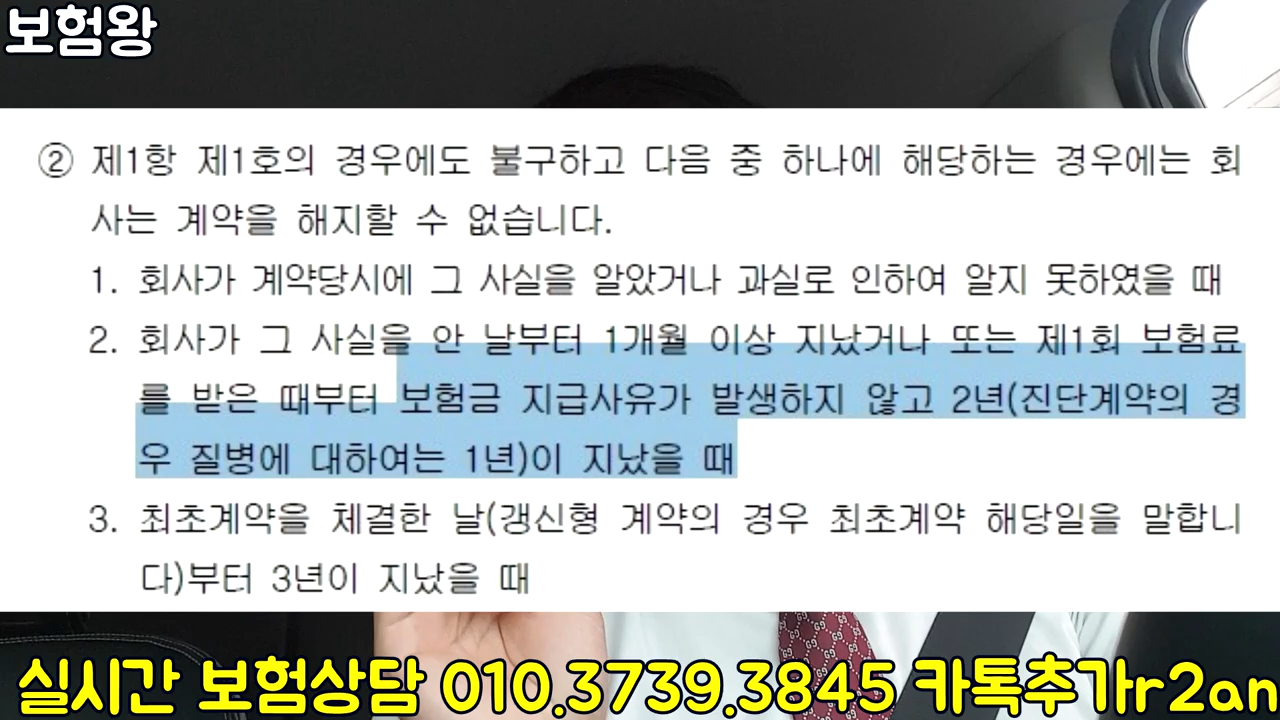 보험왕
② 제1항 제1호의 경우에도 불구하고 다음 중 하나에 해당하는 경우에는 회
사는 계약을 해지할 수 없습니다.
1. 회사가 계약당시에 그 사실을 알았거나 과실로 인하여 알지 못하였을 때
2. 회사가 그 사실을 안 날부터 1개월 이상 지났거나 또는 제1회 보험료
를 받은 때부터 보험금 지급사유가 발생하지 않고 2년(진단계약의 경
우 질병에 대하여는 1년)이 지났을 때
3. 최초계약을 체결한 날(갱신형 계약의 경우 최초계약 해당일을 말합니
다)부터 3년이 지났을 때
실시간 보험상담 010.3739.3845 카톡추가r2an